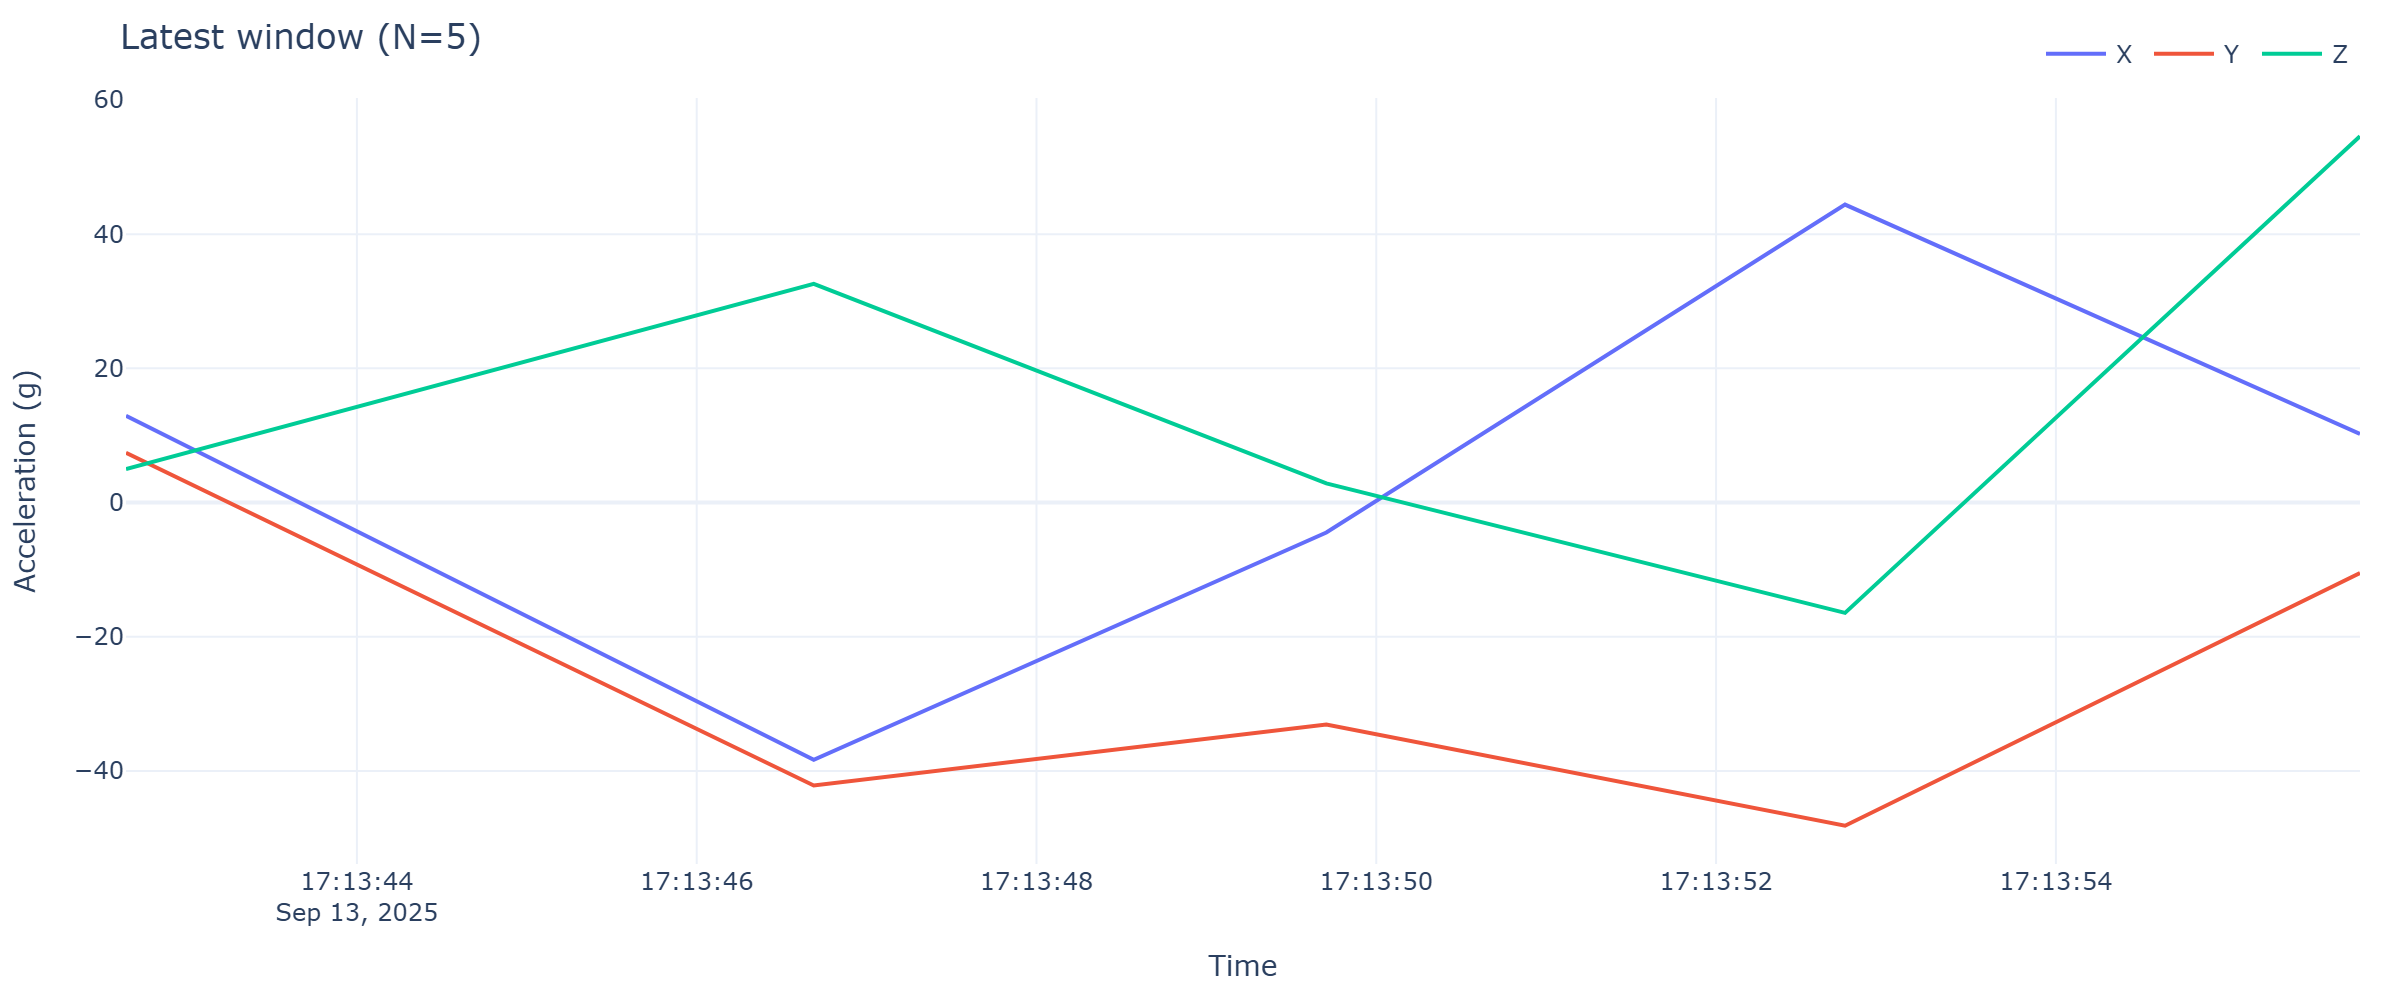 Latest window (N=5)
X Y Z
Acceleration (g)
60
40
20
0
−20
−40
17:13:44 17:13:46 17:13:48 17:13:50 17:13:52 17:13:54
Sep 13, 2025
Time